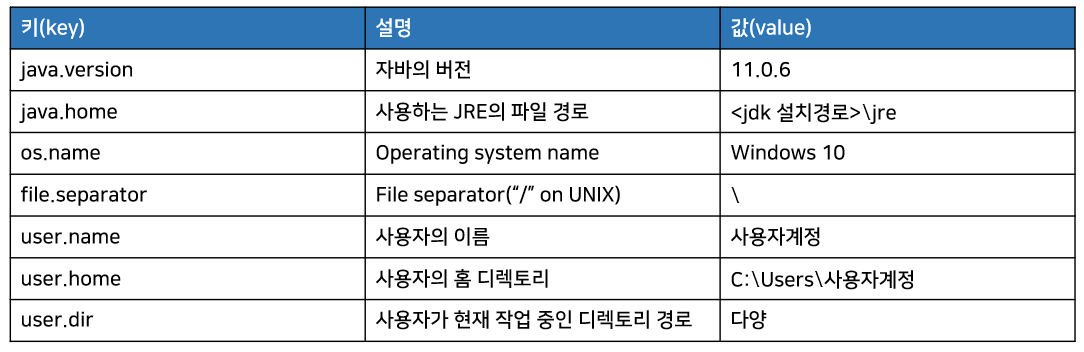 키(key) 설명 값(value)
java.version 자바의 버전 11.0.6
java.home 사용하는 JRE의 파일 경로 <jdk 설치경로>\jre
os.name Operating system name Windows 10
file.separator File separator(“/” on UNIX) \
user.name 사용자의 이름 사용자계정
user.home 사용자의 홈 디렉토리 C:\Users\사용자계정
user.dir 사용자가 현재 작업 중인 디렉토리 경로 다양